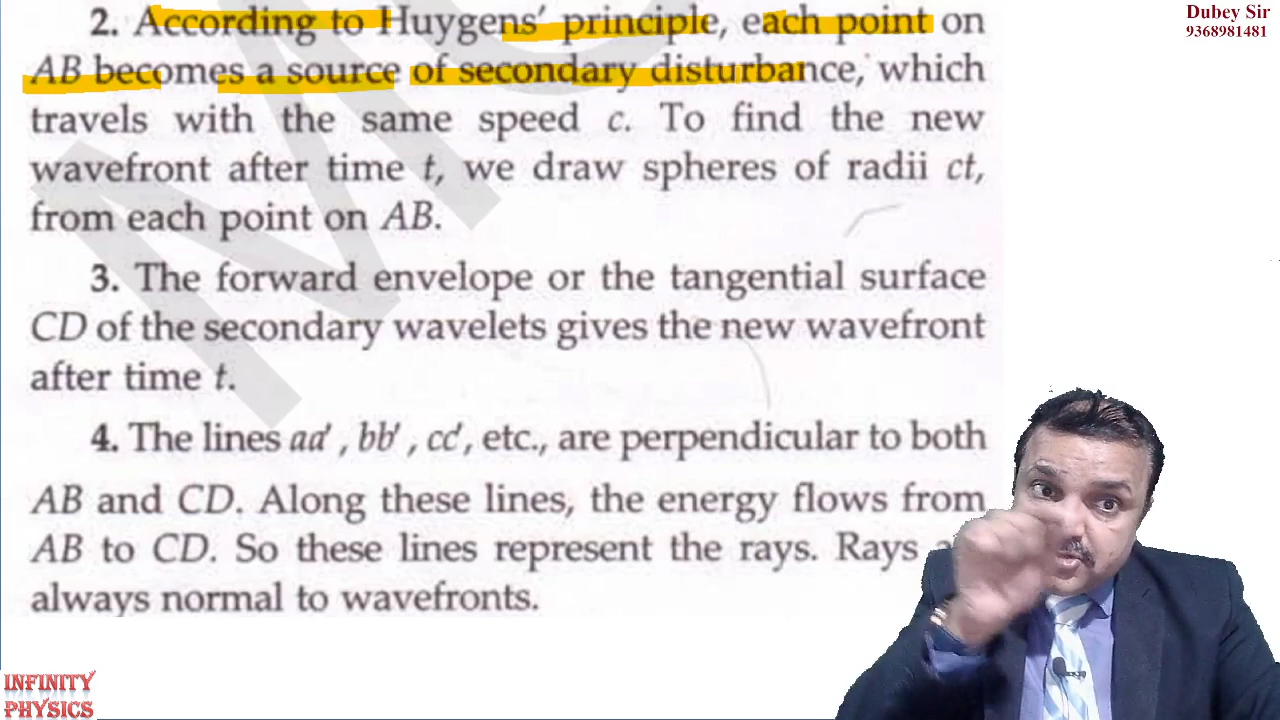 Dubey Sir
9368981481
2. According to Huygens' principle, each point on
AB becomes a source of secondary disturbance, which
travels with the same speed c. To find the new
wavefront after time t, we draw spheres of radii ct,
from each point on AB.
3. The forward envelope or the tangential surface
CD of the secondary wavelets gives the new wavefront
after time t.
4. The lines aa', bb', cc', etc., are perpendicular to both
AB and CD. Along these lines, the energy flows from
AB to CD. So these lines represent the rays. Rays
always normal to wavefronts.
INFINITY
PHYSICS